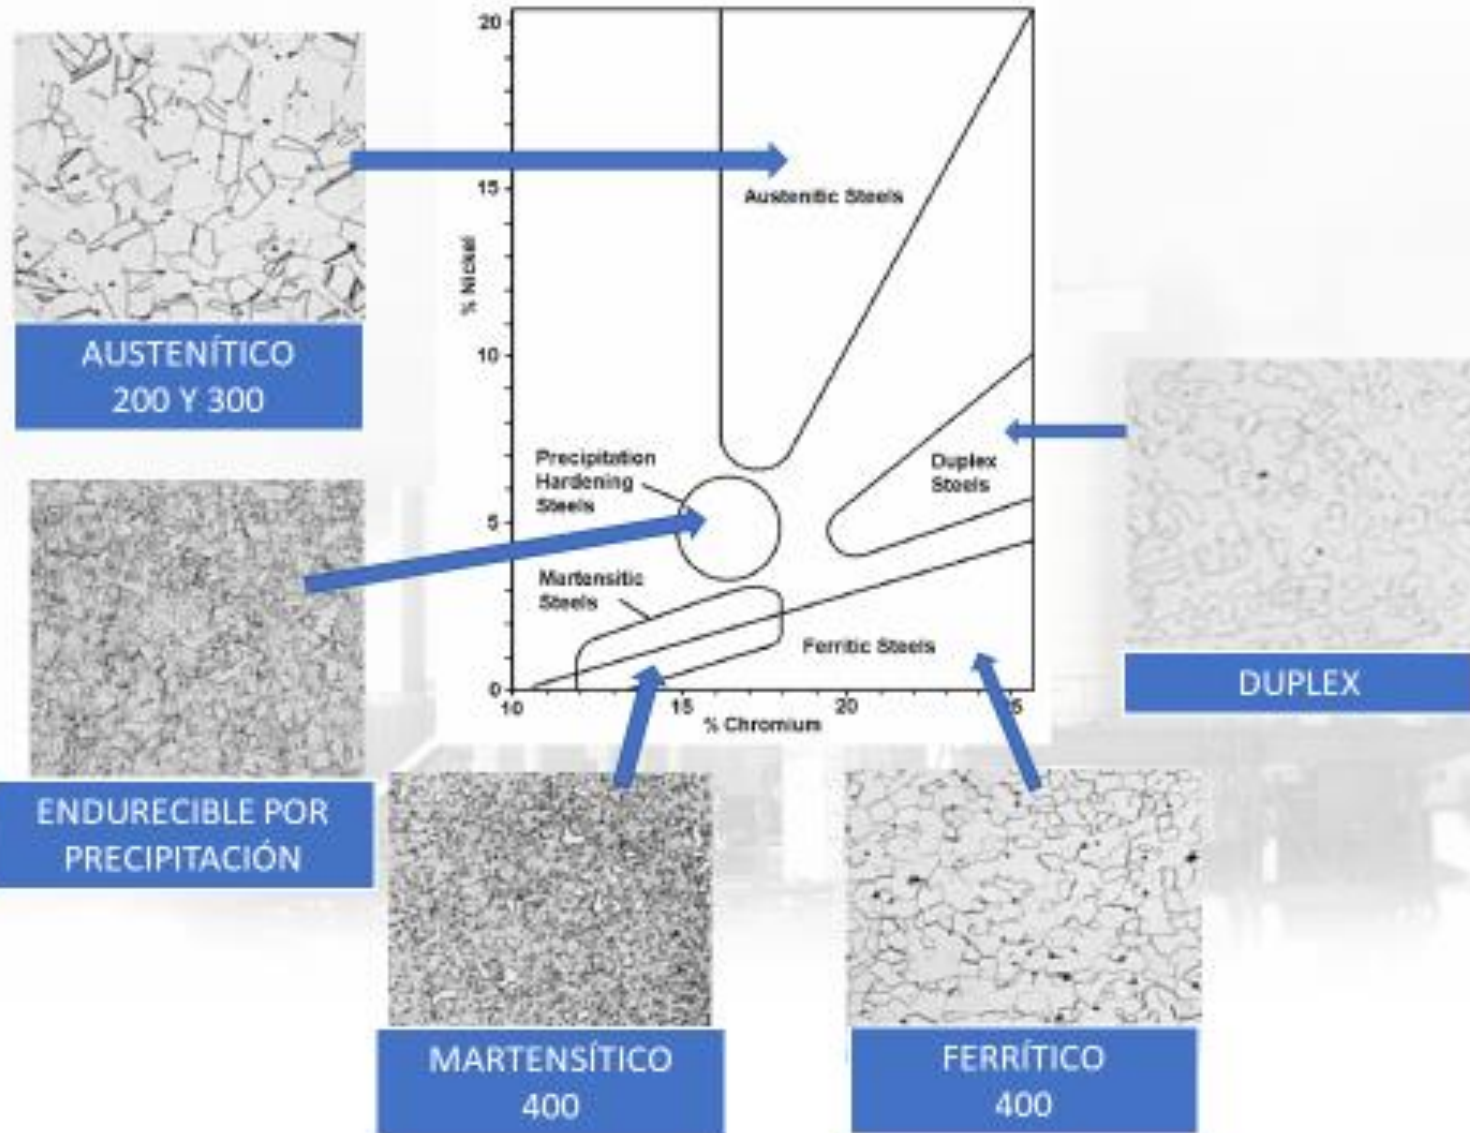 20
15
10
5
0
% Nickel
Austenitic Steels
AUSTENÍTICO
200 Y 300
Precipitation
Hardening
Steels
Duplex
Steels
Martensitic
Steels
Ferritic Steels
10
15
20
25
% Chromium
DUPLEX
ENDURECIBLE POR
PRECIPITACIÓN
MARTENSÍTICO
400
FERRÍTICO
400